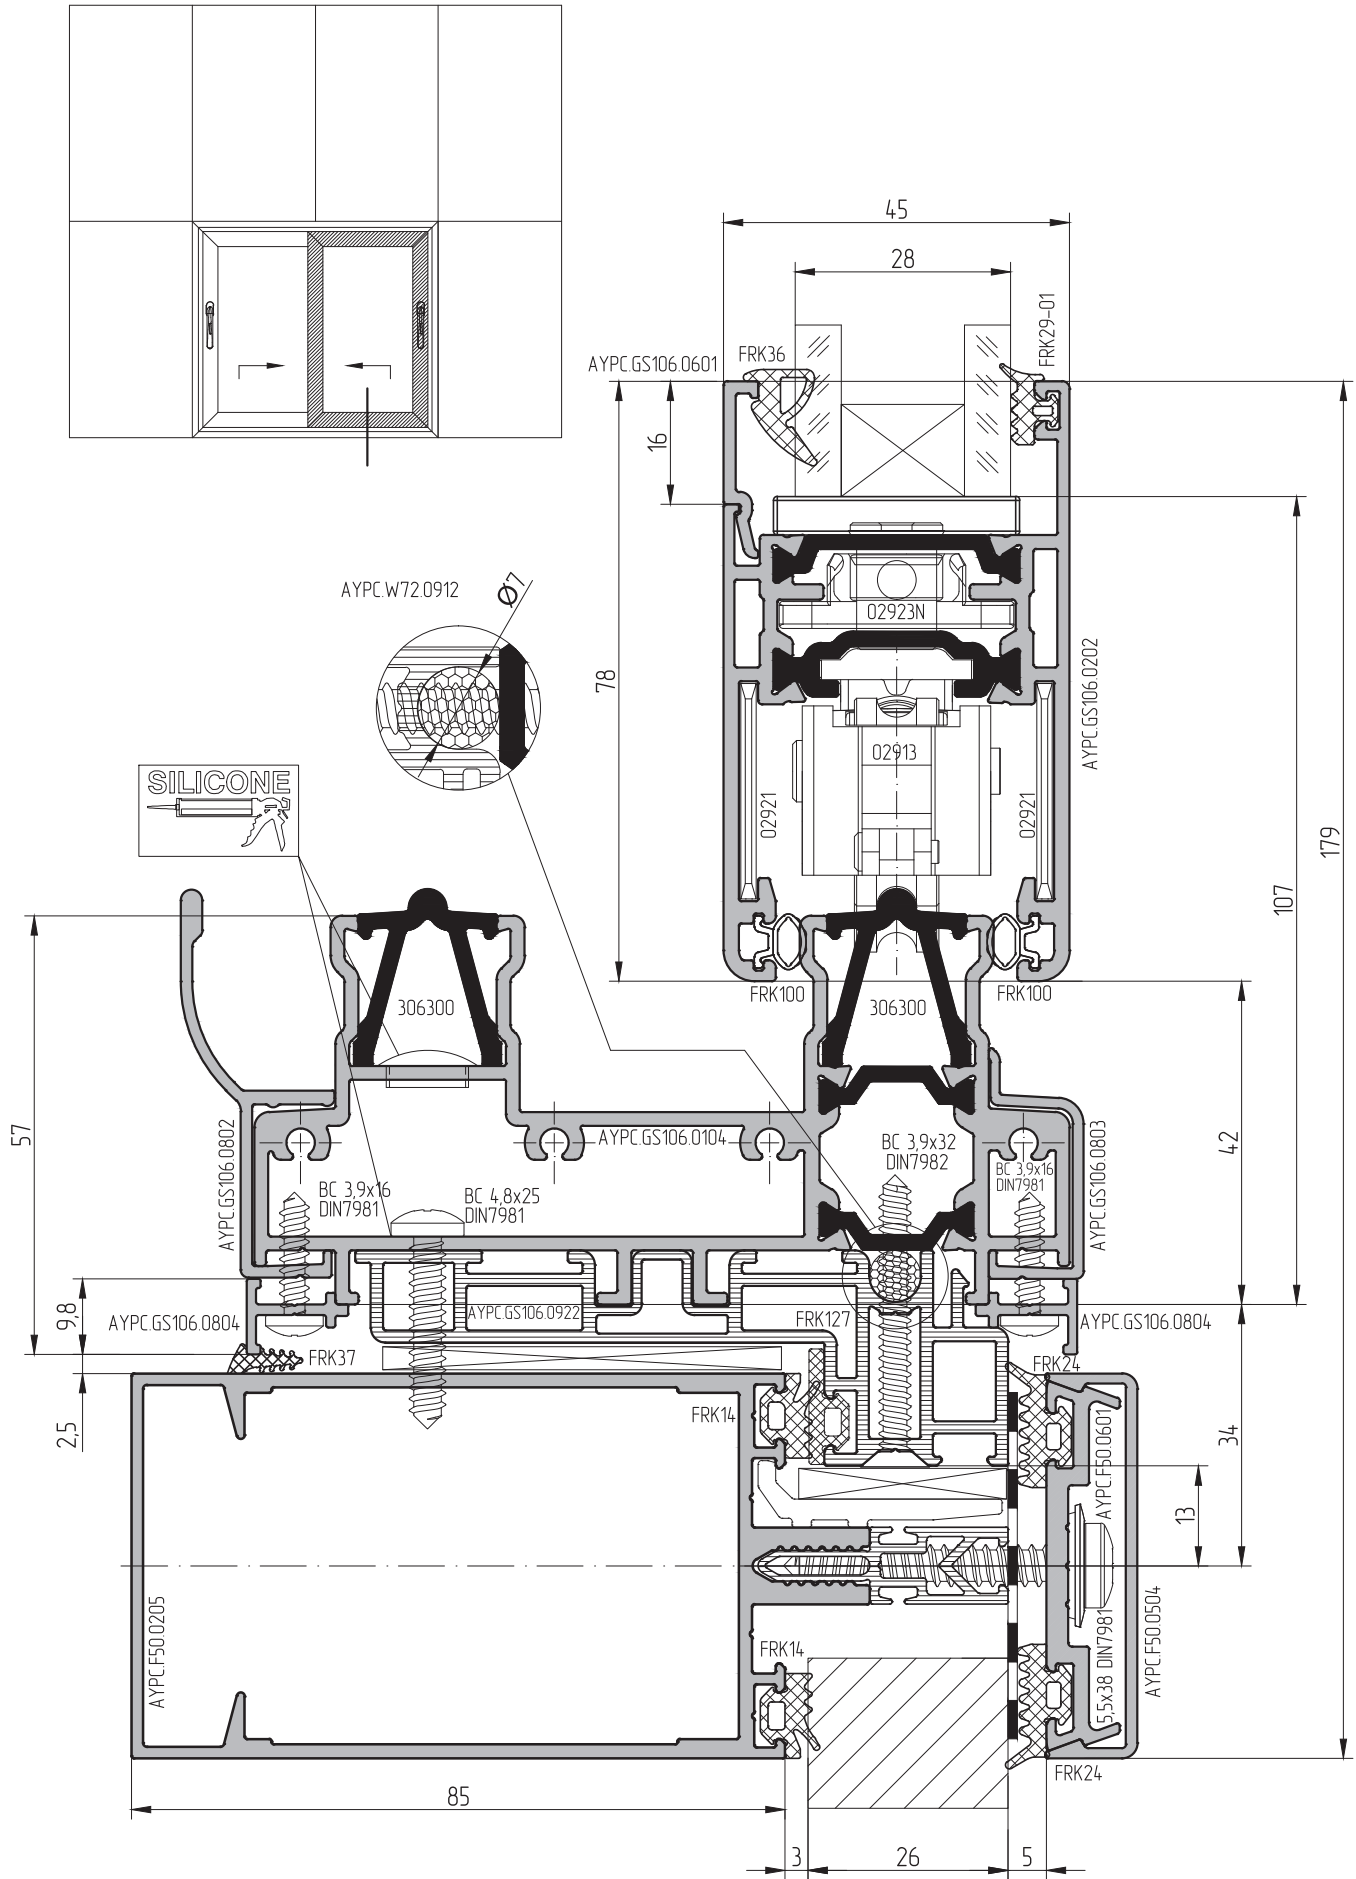 45
28
FRK29-01
FRK36
AYPC.GS106.0601
16
AYPC.W72.0912
Ø7
02923N
78
AYPC.GS106.0202
02913
SILICONE
02921
02921
179
107
306300
FRK100
306300
FRK100
57
AYPC.GS106.0802
AYPC.GS106.0104
BC 3,9x32
DIN7982
AYPC.GS106.0803
42
BC 3,9x16
DIN7981
BC 3,9x16
DIN7981
BC 4,8x25
DIN7981
9,8
AYPC.GS106.0804
AYPC.GS106.0922
FRK127
AYPC.GS106.0804
FRK37
FRK24
2,5
FRK14
AYPC.F50.0601
34
13
AYPC.F50.0205
FRK14
5,5x38 DIN7981
AYPC.F50.0504
FRK24
85
3
26
5